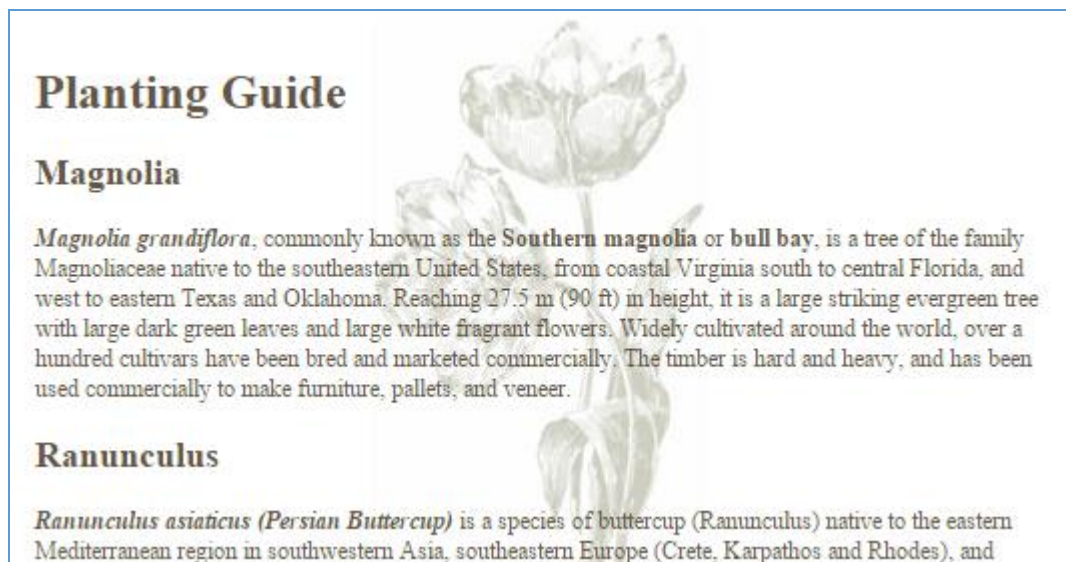 Planting Guide
Magnolia
Magnolia grandiflora, commonly known as the Southern magnolia or bull bay, is a tree of the family
Magnoliaceae native to the southeastern United States, from coastal Virginia south to central Florida, and
west to eastern Texas and Oklahoma. Reaching 27.5 m (90 ft) in height, it is a large striking evergreen tree
with large dark green leaves and large white fragrant flowers. Widely cultivated around the world, over a
hundred cultivars have been bred and marketed commercially. The timber is hard and heavy, and has been
used commercially to make furniture, pallets, and veneer.
Ranunculus
Ranunculus asiaticus (Persian Buttercup) is a species of buttercup (Ranunculus) native to the eastern
Mediterranean region in southwestern Asia, southeastern Europe (Crete, Karpathos and Rhodes), and